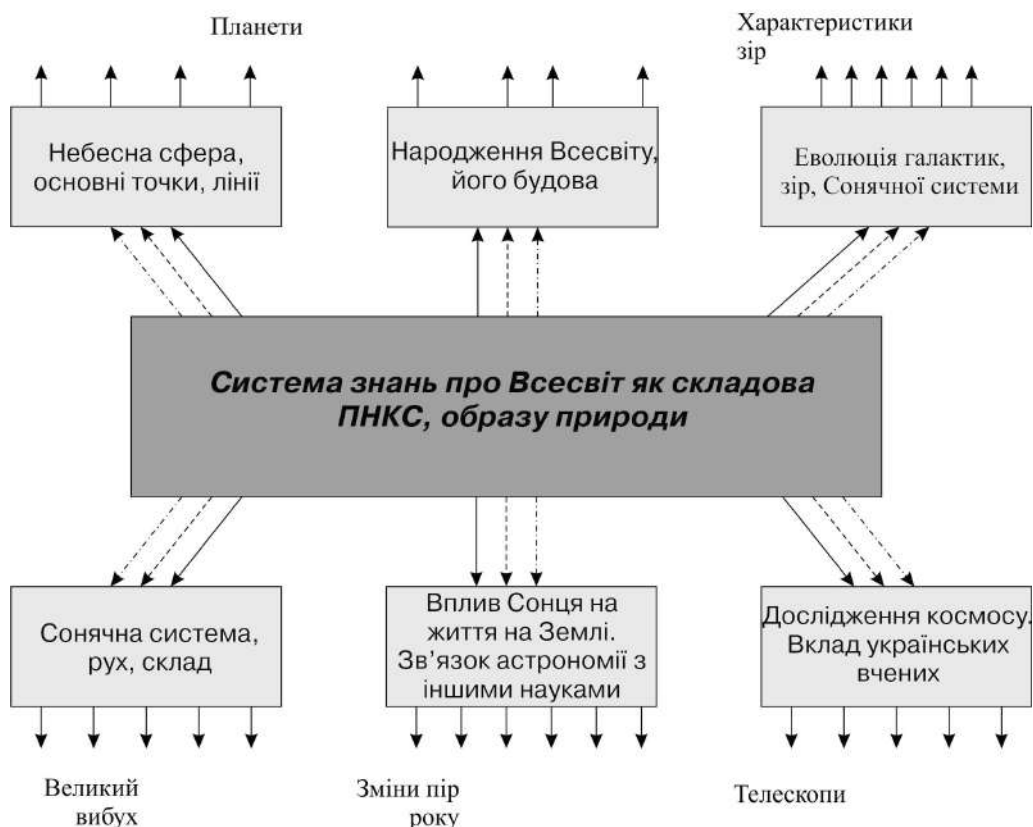 Планети
Характеристики
зір
Небесна сфера,
основні точки, лінії
Народження Всесвіту,
його будова
Еволюція галактик,
зір, Сонячної системи
Система знань про Всесвіт як складова
ПНКС, образу природи
Сонячна система,
рух, склад
Вплив Сонця на
життя на Землі.
Зв’язок астрономії з
іншими науками
Дослідження космосу.
Вклад українських
вчених
Великий
вибух
Зміни пір
року
Телескопи